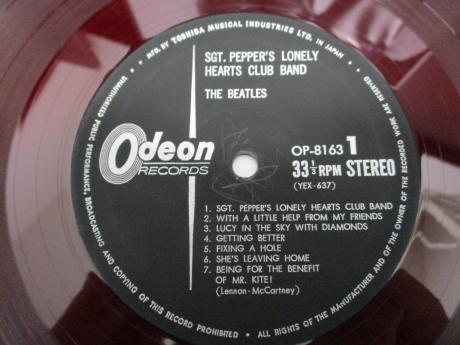 MFD. BY TOSHIBA MUSICAL INDUSTRIES LTD. IN JAPAN
SGT. PEPPER'S LONELY
HEARTS CLUB BAND
THE BEATLES
Odeon
RECORDS
OP-8163 1
33 1/3 RPM STEREO
(YEX-637)
1. SGT. PEPPER'S LONELY HEARTS CLUB BAND
2. WITH A LITTLE HELP FROM MY FRIENDS
3. LUCY IN THE SKY WITH DIAMONDS
4. GETTING BETTER
5. FIXING A HOLE
6. SHE'S LEAVING HOME
7. BEING FOR THE BENEFIT
OF MR. KITE!
(Lennon-McCartney)
UNAUTHORIZED PUBLIC PERFORMANCE, BROADCASTING AND COPYING OF THIS RECORD PROHIBITED • ALL RIGHTS OF THE MANUFACTURER AND OF THE OWNER OF THE RECORDED WORK ARE RESERVED